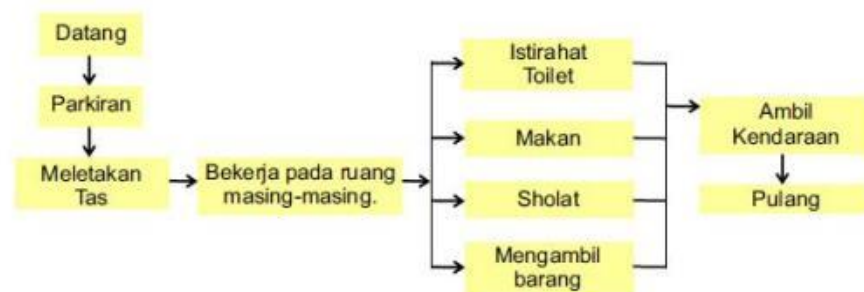 Datang
Parkiran
Meletakan
Tas
Bekerja pada ruang
masing-masing.
Istirahat
Toilet
Makan
Sholat
Mengambil
barang
Ambil
Kendaraan
Pulang